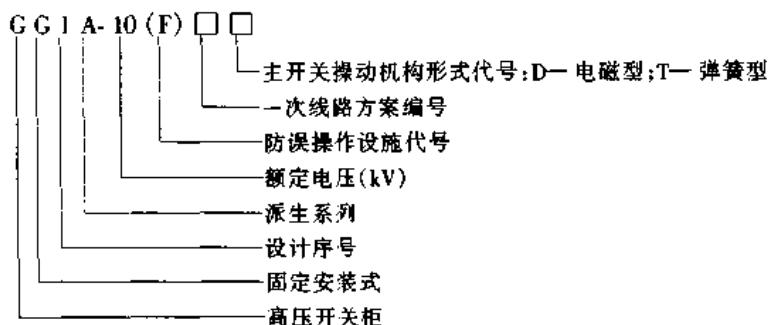 GG1A-10(F)□□
主开关操动机构形式代号:D—电磁型;T—弹簧型
一次线路方案编号
防误操作设施代号
额定电压(kV)
派生系列
设计序号
固定安装式
高压开关柜